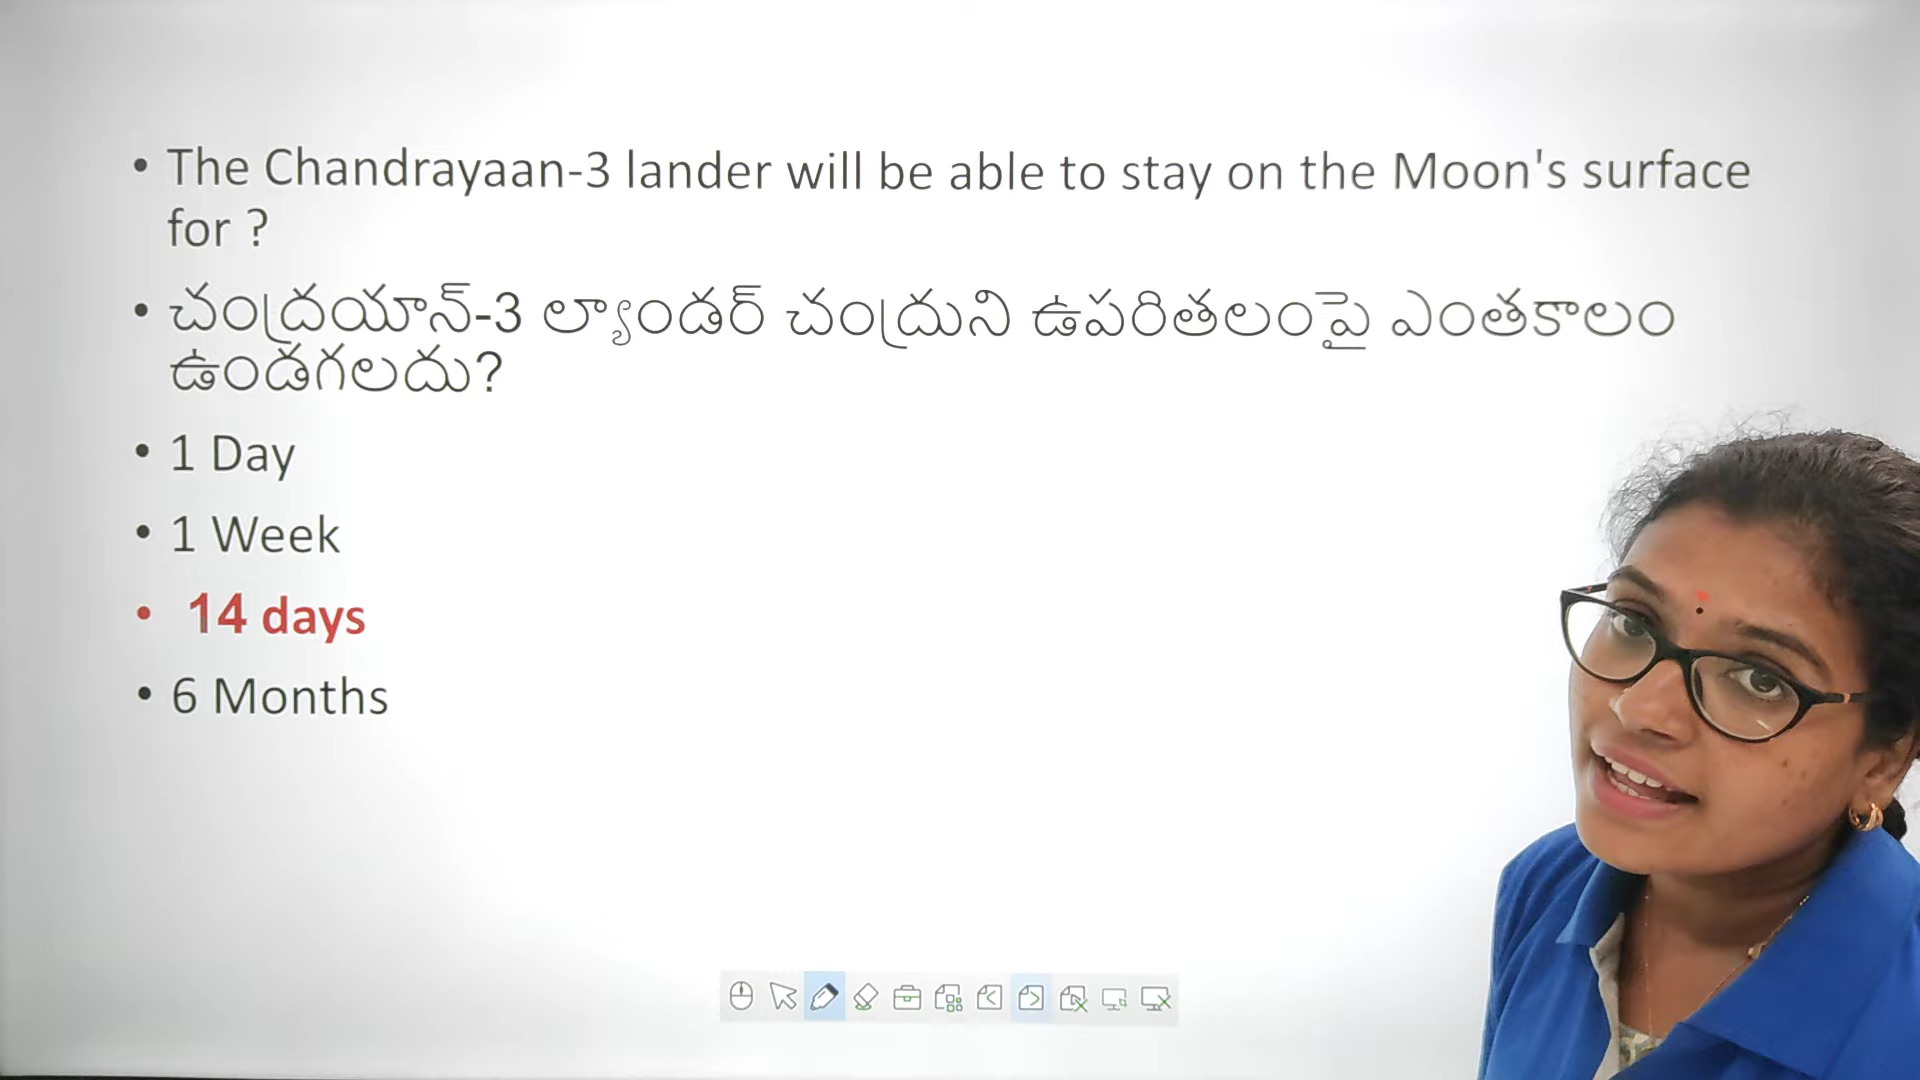 • The Chandrayaan-3 lander will be able to stay on the Moon's surface
for ?
• చంద్రయాన్-3 ల్యాండర్ చంద్రుని ఉపరితలంపై ఎంతకాలం
ఉండగలదు?
• 1 Day
• 1 Week
• 14 days
• 6 Months